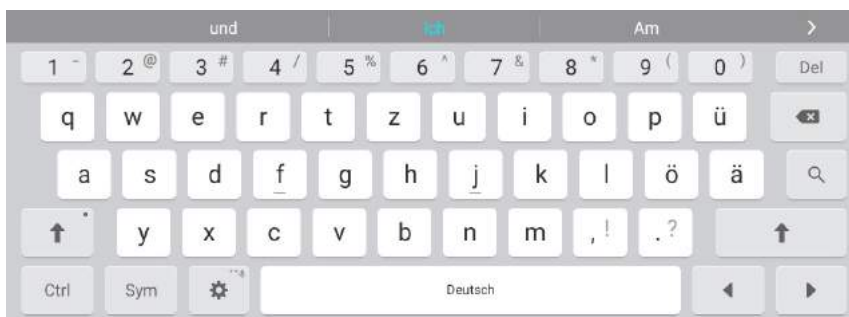 und Ich Am
1 - 2 @ 3 # 4 / 5 % 6 ^ 7 & 8 * 9 ( 0 ) Del
q w e r t z u i o p ü
a s d f g h j k l ö ä
y x c v b n m , ! . ?
Ctrl Sym Deutsch